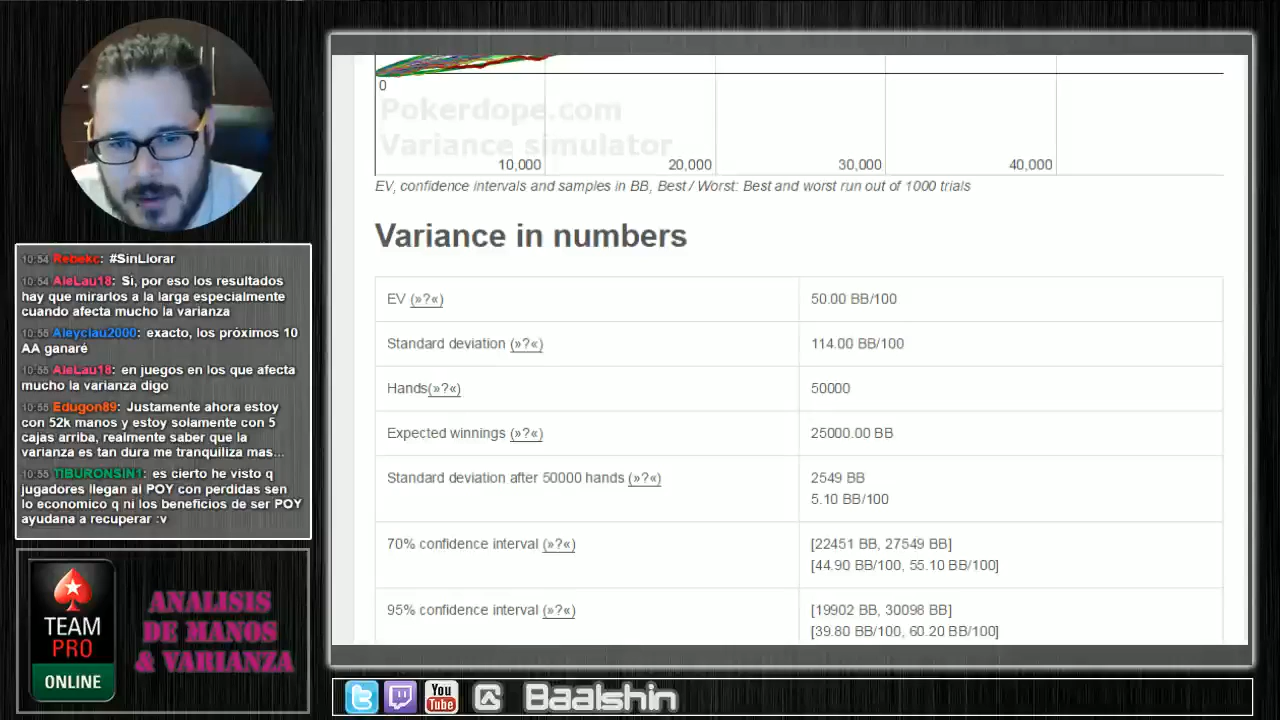 0
Pokerdope.com
Variance simulator
10,000 20,000 30,000 40,000
EV, confidence intervals and samples in BB, Best / Worst: Best and worst run out of 1000 trials
Variance in numbers
EV (»?«) 50.00 BB/100
Standard deviation (»?«) 114.00 BB/100
Hands(»?«) 50000
Expected winnings (»?«) 25000.00 BB
Standard deviation after 50000 hands (»?«) 2549 BB
5.10 BB/100
70% confidence interval (»?«) [22451 BB, 27549 BB]
[44.90 BB/100, 55.10 BB/100]
95% confidence interval (»?«) [19902 BB, 30098 BB]
[39.80 BB/100, 60.20 BB/100]
10:54 Rebekc: #SinLlorar
10:54 AleLau18: Si, por eso los resultados
hay que mirarlos a la larga especialmente
cuando afecta mucho la varianza
10:55 Aleyclau2000: exacto, los próximos 10
AA ganaré
10:55 AleLau18: en juegos en los que afecta
mucho la varianza digo
10:55 Edugon89: Justamente ahora estoy
con 52k manos y estoy solamente con 5
cajas arriba, realmente saber que la
varianza es tan dura me tranquiliza mas...
10:55 TIBURONSIN1: es cierto he visto q
jugadores llegan al POY con perdidas sen
lo economico q ni los beneficios de ser POY
ayudana a recuperar :v
TEAM
PRO
ONLINE
ANALISIS
DE MANOS
& VARIANZA
You
Tube
Baalshin